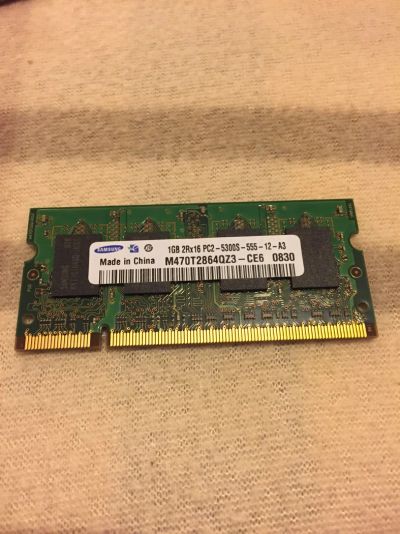 SAMSUNG 1GB 2Rx16 PC2-5300S-555-12-A3
Made in China M470T2864QZ3-CE6 0830